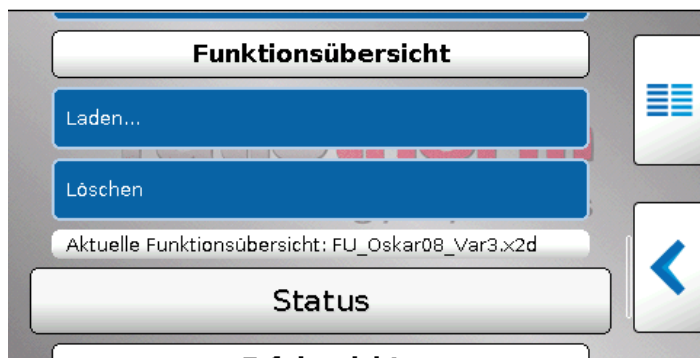 Funktionsübersicht
Laden...
Löschen
Aktuelle Funktionsübersicht: FU_Oskar08_Var3.x2d
Status